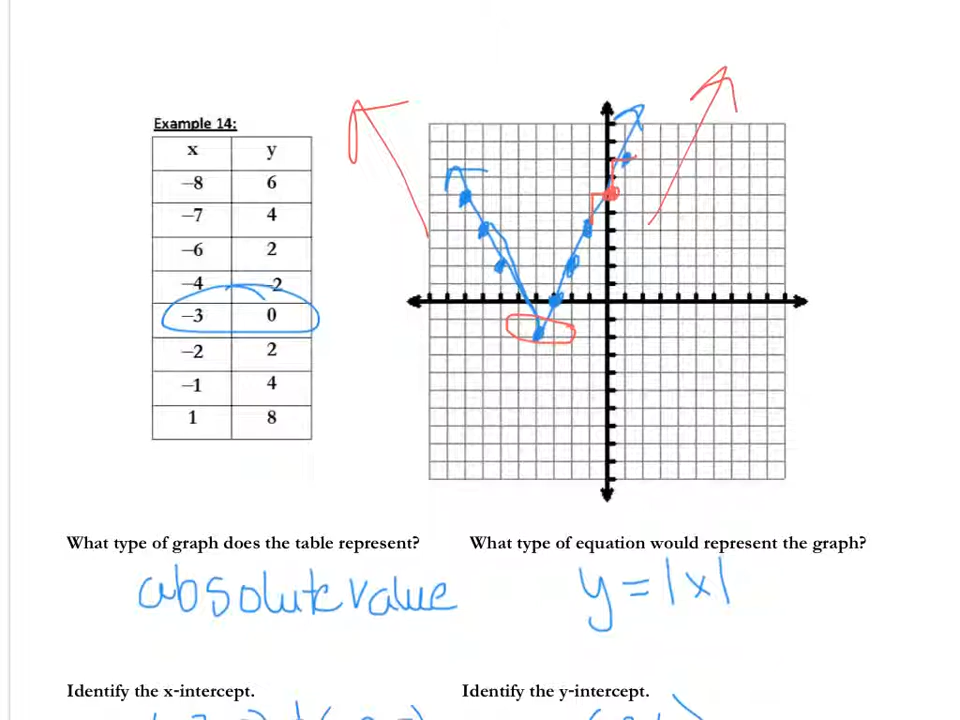 Example 14:
x y
−8 6
−7 4
−6 2
−4 −2
−3 0
−2 2
−1 4
1 8
What type of graph does the table represent? What type of equation would represent the graph?
absolute value y = |x|
Identify the x-intercept. Identify the y-intercept.